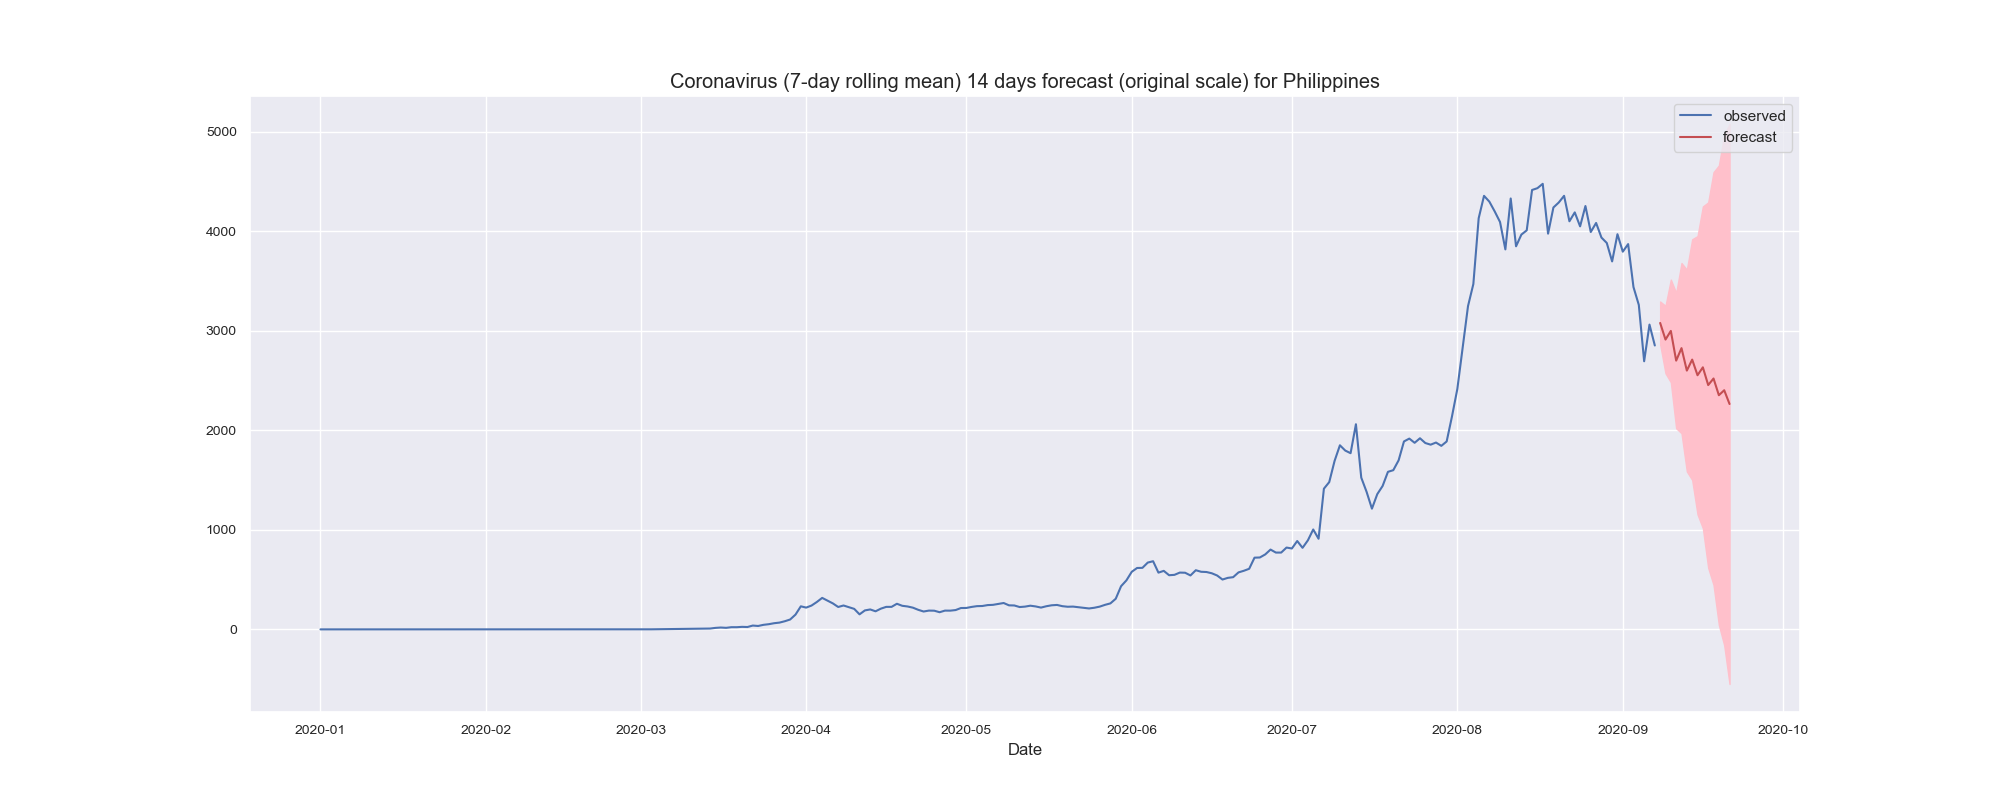 Coronavirus (7-day rolling mean) 14 days forecast (original scale) for Philippines
observed
forecast
5000
4000
3000
2000
1000
0
2020-01 2020-02 2020-03 2020-04 2020-05 2020-06 2020-07 2020-08 2020-09 2020-10
Date